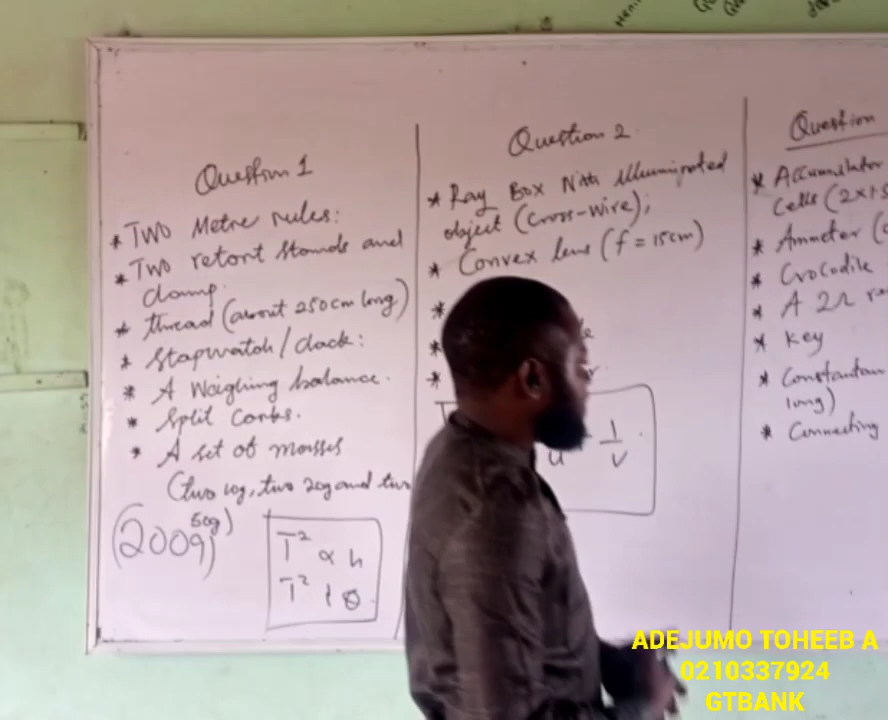 Question 1
* Two Metre rules:
* Two retort stands and
clamp.
* thread (about 250cm long)
* Stopwatch/clock:
* A Weighing balance.
* Split Corks.
* A set of masses
(two 10g, two 20g and two
50g)
(200g)
T² α h
T²
Question 2
* Ray Box With illuminated
object (Cross-wire);
* Convex lens (f = 15cm)
*
*
*
u
1
v
Question
* Accumulator
Cells (2x1.5
* Ammeter (
* Crocodile
* A 2Ω
* Key
* Constantan
long)
* Connecting
ADEJUMO TOHEEB A
0210337924
GTBANK